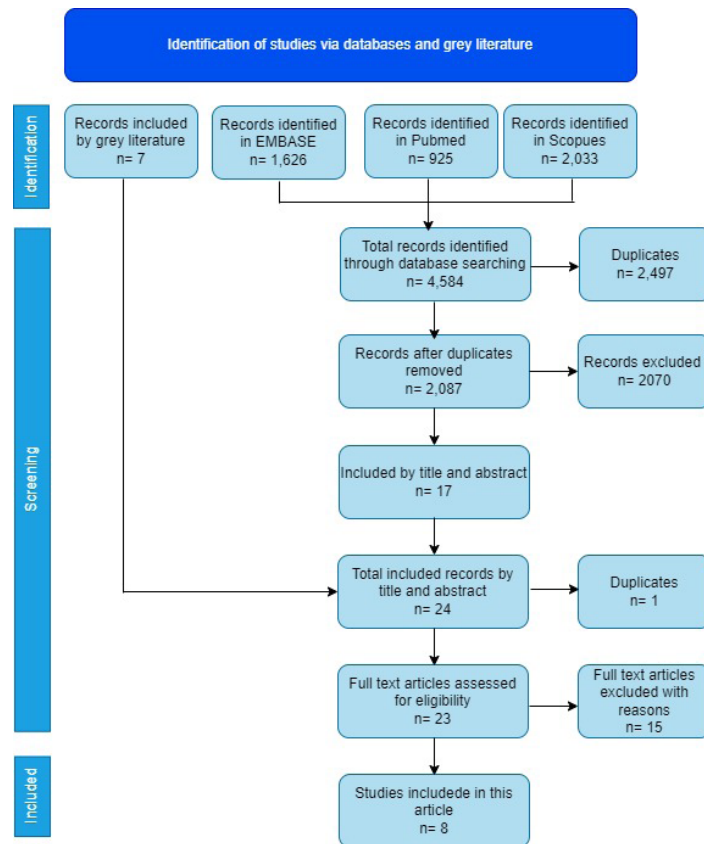 Identification of studies via databases and grey literature
Identification
Records included
by grey literature
n= 7
Records identified
in EMBASE
n= 1,626
Records identified
in Pubmed
n= 925
Records identified
in Scopues
n= 2,033
Screening
Total records identified
through database searching
n= 4,584
Duplicates
n= 2,497
Records after duplicates
removed
n= 2,087
Records excluded
n= 2070
Included by title and abstract
n= 17
Total included records by
title and abstract
n= 24
Duplicates
n= 1
Full text articles assessed
for eligibility
n= 23
Full text articles
excluded with
reasons
n= 15
Included
Studies includede in this
article
n= 8